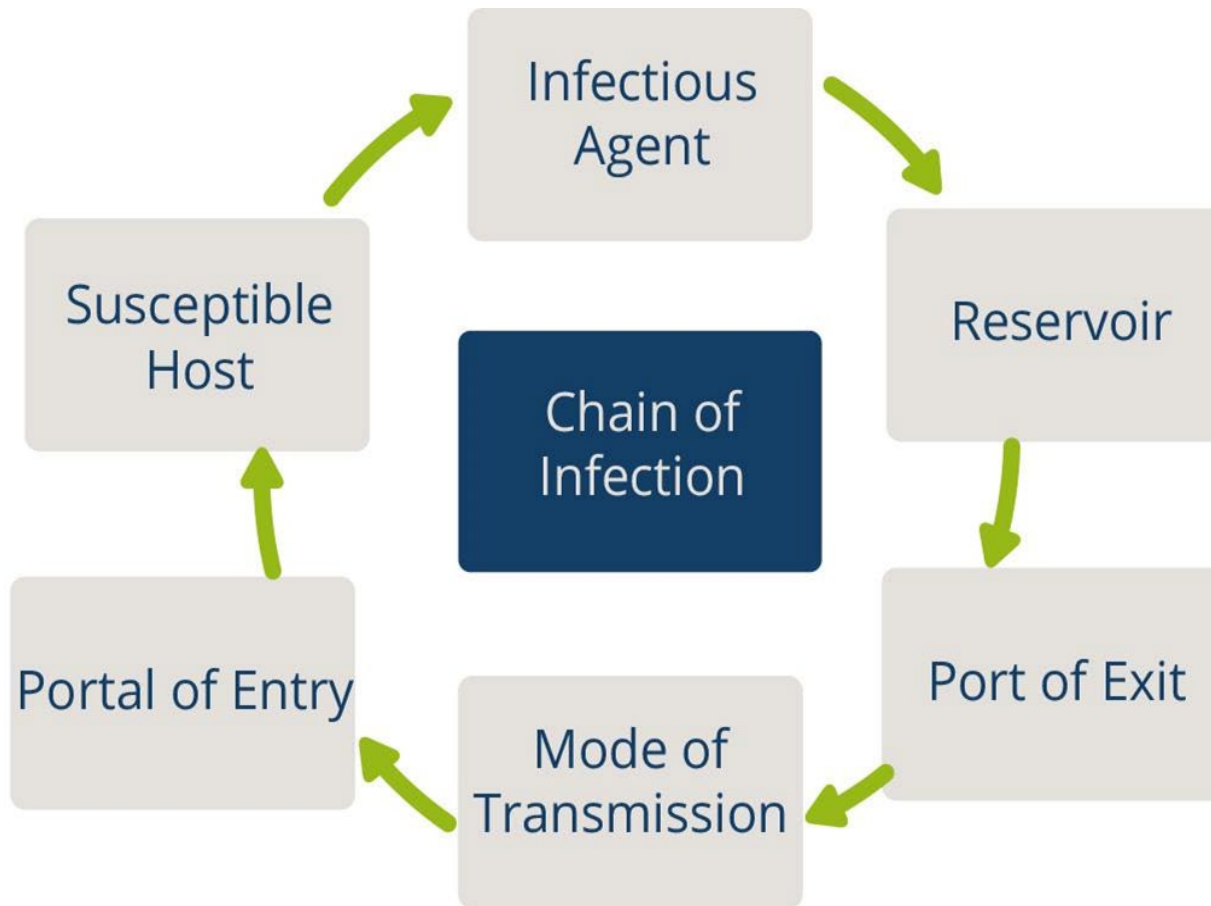 Infectious
Agent
Reservoir
Port of Exit
Mode of
Transmission
Portal of Entry
Susceptible
Host
Chain of
Infection